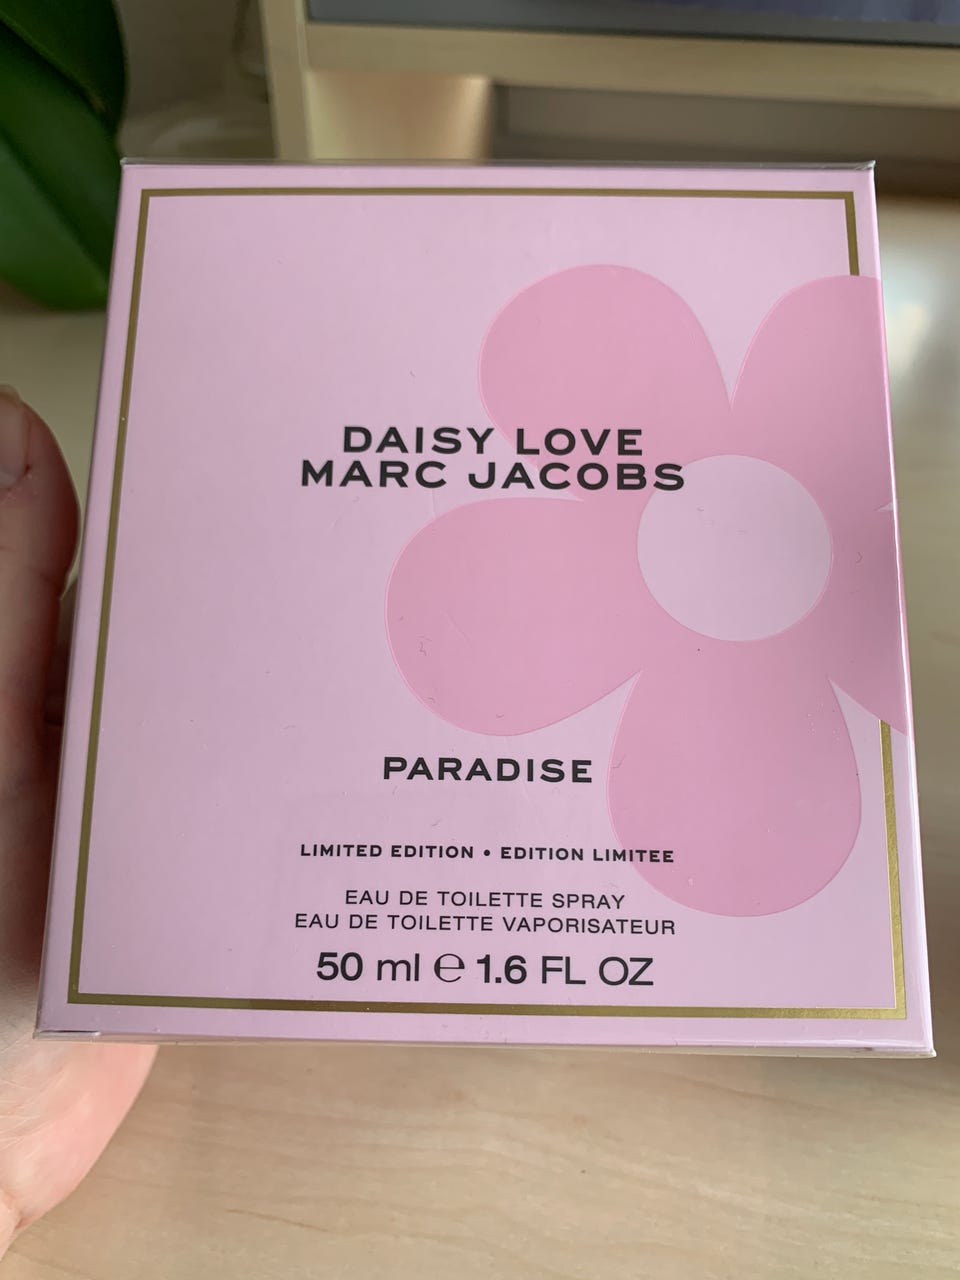 DAISY LOVE
MARC JACOBS
PARADISE
LIMITED EDITION • EDITION LIMITEE
EAU DE TOILETTE SPRAY
EAU DE TOILETTE VAPORISATEUR
50 ml ℮ 1.6 FL OZ